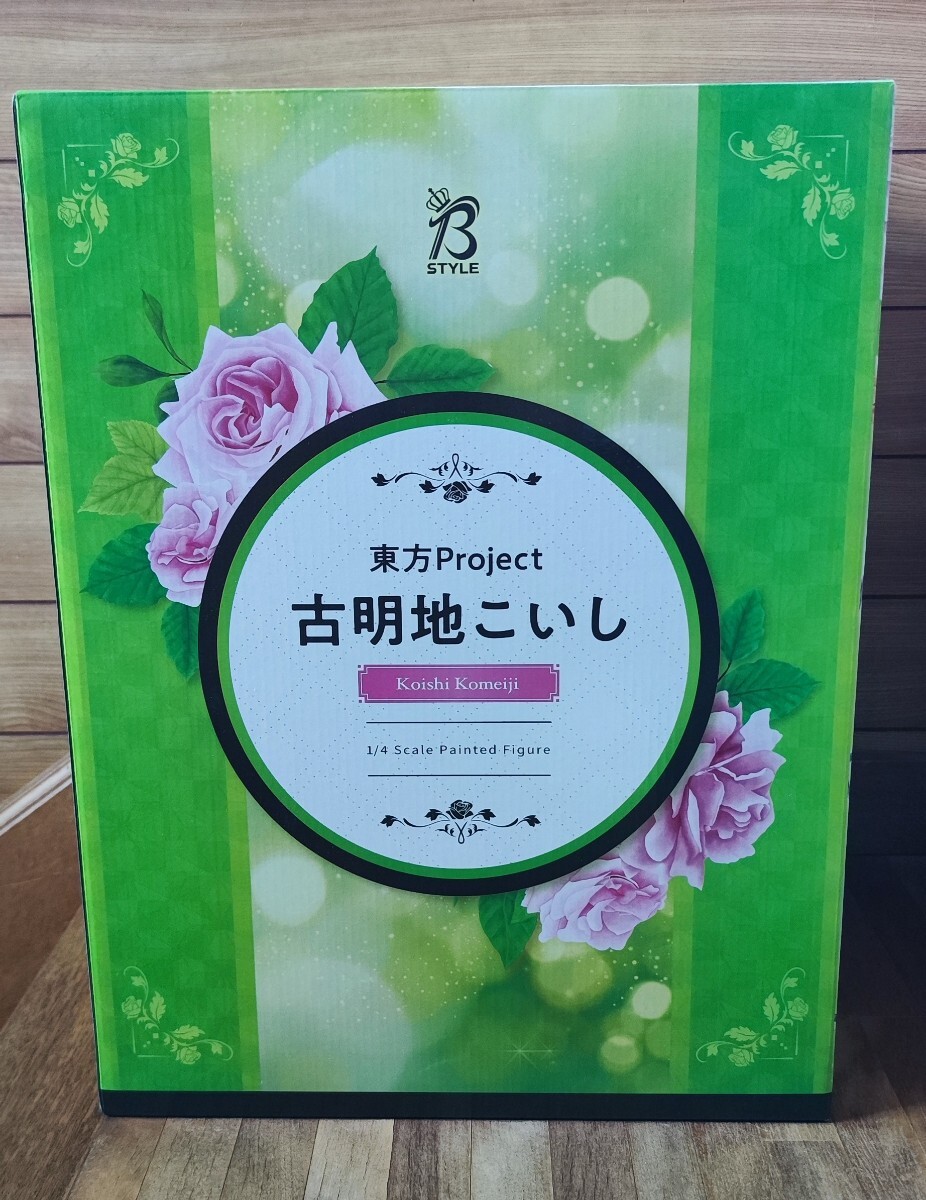 B
STYLE
東方Project
古明地こいし
Koishi Komeiji
1/4 Scale Painted Figure